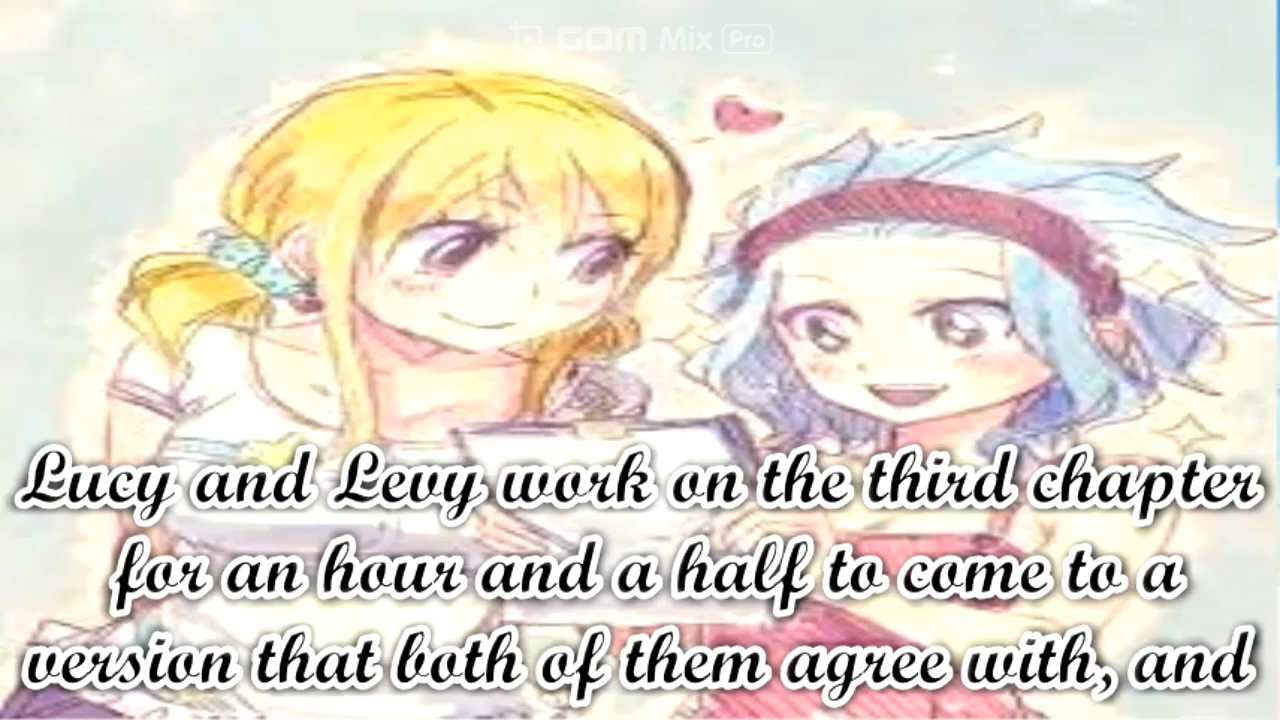 GOM Mix Pro
Lucy and Levy work on the third chapter
for an hour and a half to come to a
version that both of them agree with, and